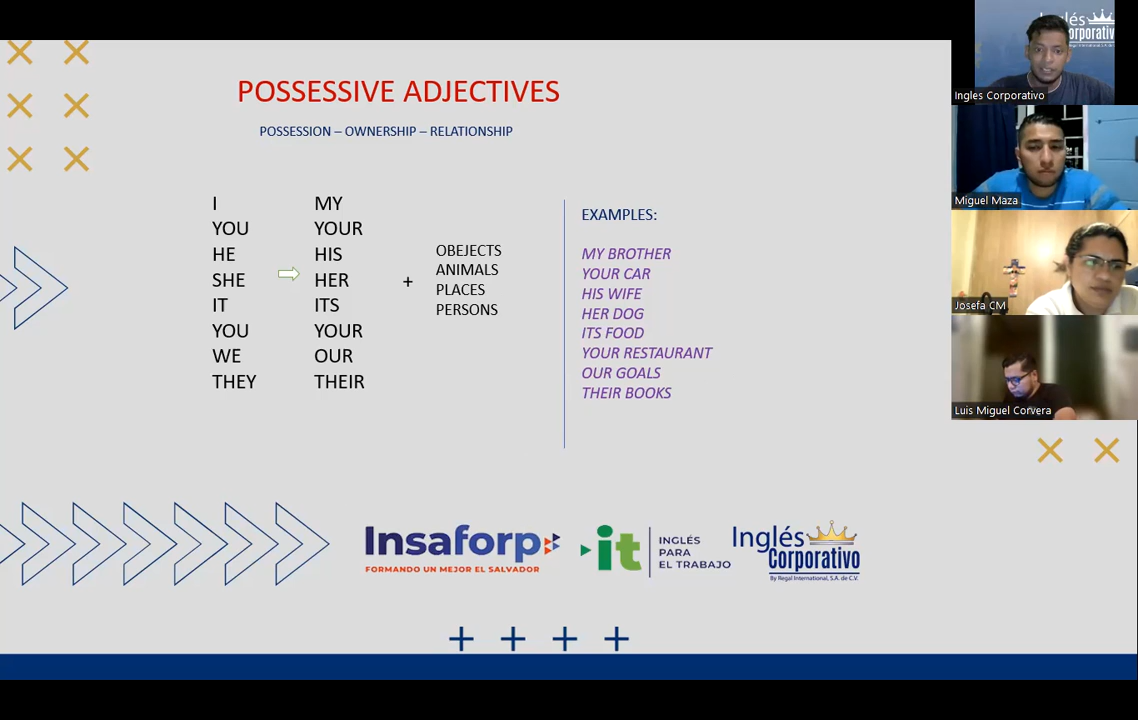 POSSESSIVE ADJECTIVES
POSSESSION – OWNERSHIP – RELATIONSHIP
I MY
YOU YOUR
HE HIS
SHE HER
IT ITS
YOU YOUR
WE OUR
THEY THEIR
+
OBEJECTS
ANIMALS
PLACES
PERSONS
EXAMPLES:
MY BROTHER
YOUR CAR
HIS WIFE
HER DOG
ITS FOOD
YOUR RESTAURANT
OUR GOALS
THEIR BOOKS
Insaforp
FORMANDO UN MEJOR EL SALVADOR
it
INGLÉS
PARA
EL TRABAJO
Inglés
Corporativo
By Regal International, S.A. de C.V.
Inglés
Corporativo
Ingles Corporativo
Miguel Maza
Josefa CM
Luis Miguel Corvera